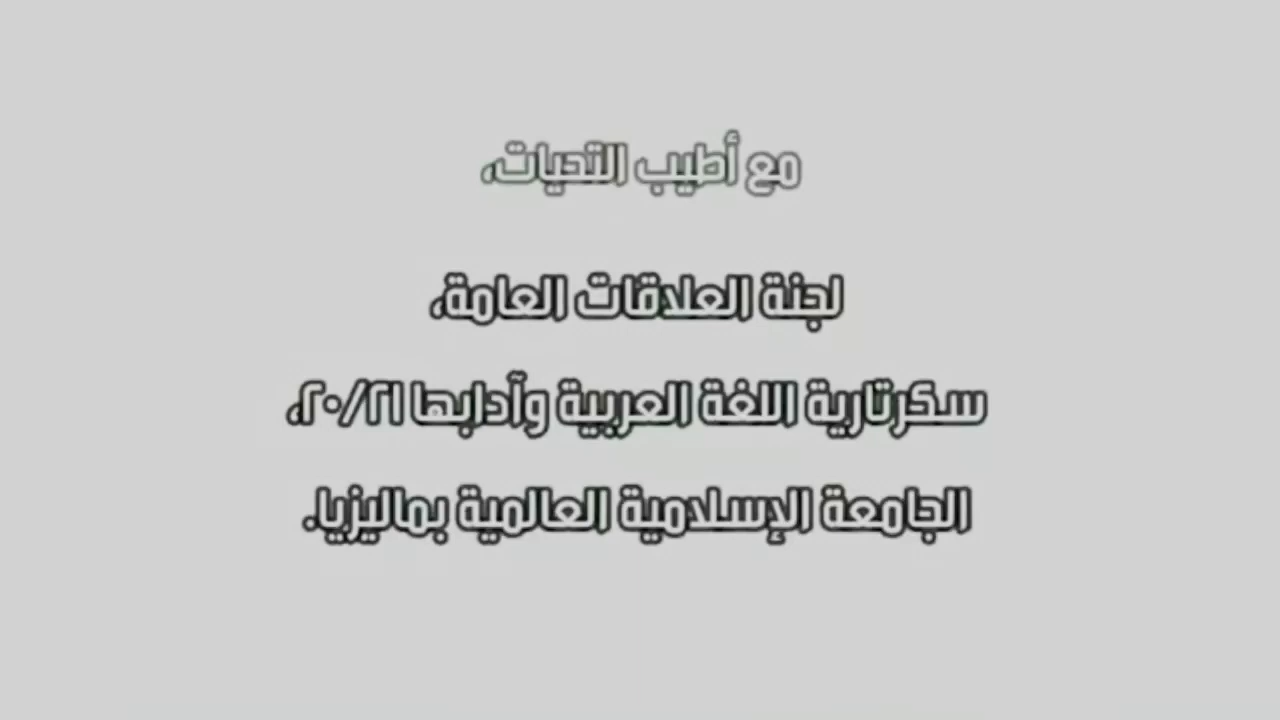 مع أطيب التحيات،
لجنة العلاقات العامة،
سكرتارية اللغة العربية وآدابها ٢٠/٢١،
الجامعة الإسلامية العالمية بماليزيا.